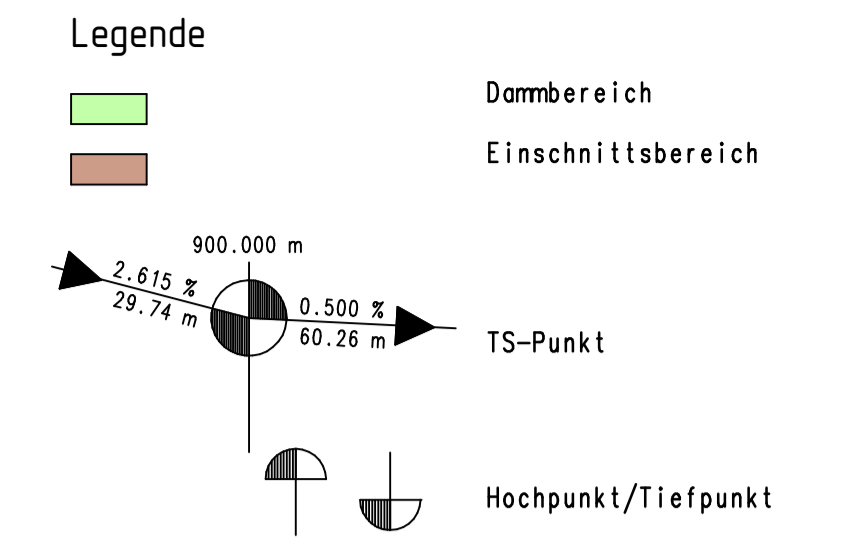 Legende
Dammbereich
Einschnittsbereich
900.000 m
2.615 %
29.74 m
0.500 %
60.26 m
TS-Punkt
Hochpunkt/Tiefpunkt